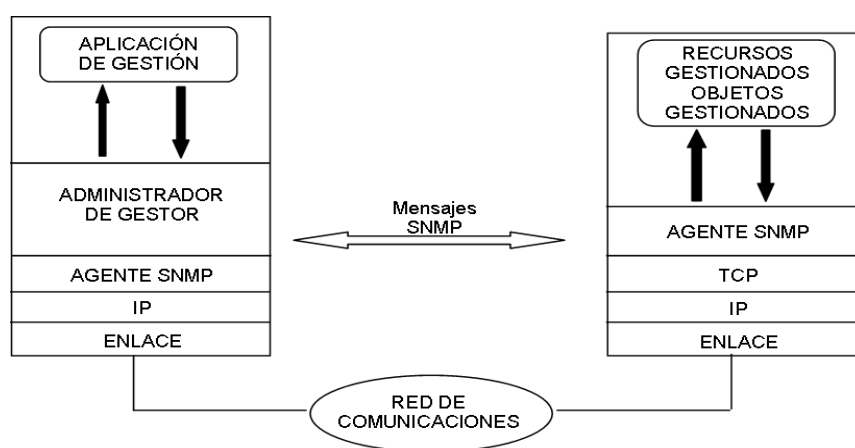 APLICACIÓN
DE GESTIÓN
ADMINISTRADOR
DE GESTOR
AGENTE SNMP
IP
ENLACE
Mensajes
SNMP
RECURSOS
GESTIONADOS
OBJETOS
GESTIONADOS
AGENTE SNMP
TCP
IP
ENLACE
RED DE
COMUNICACIONES